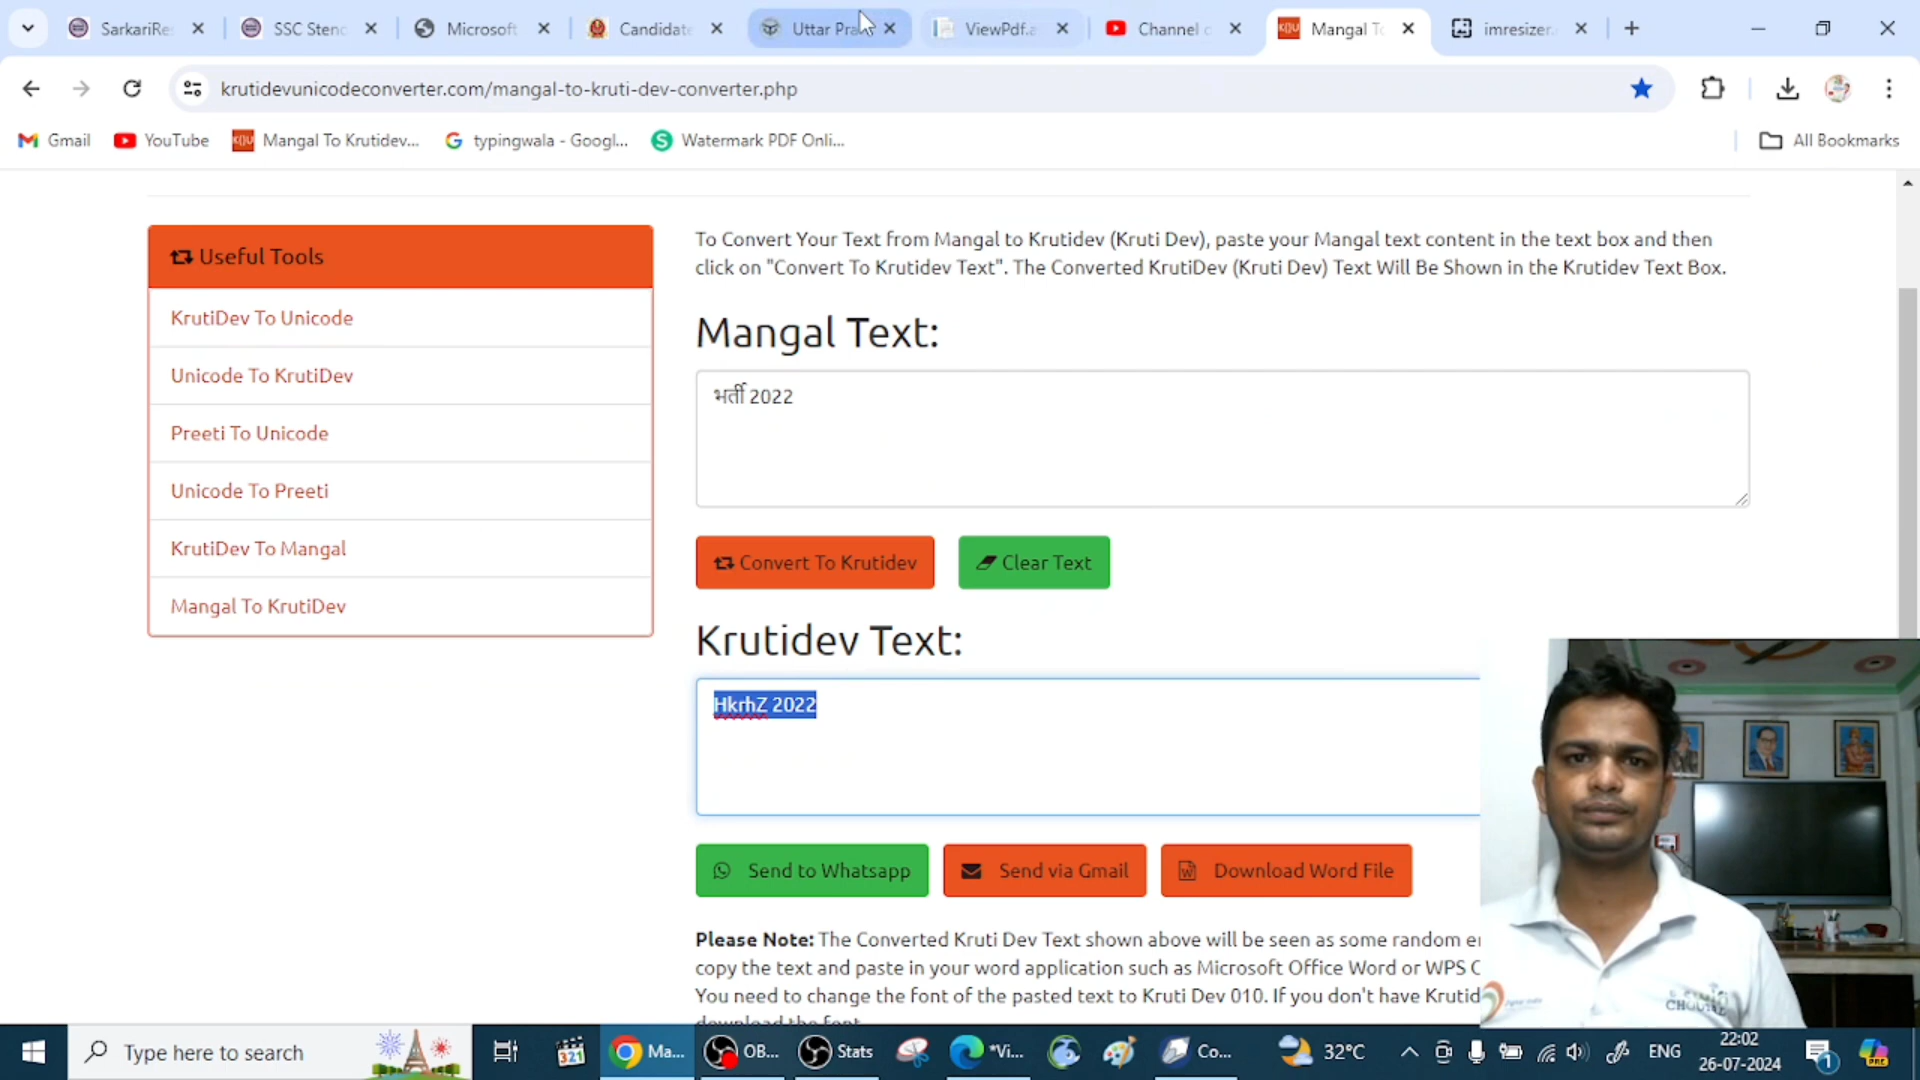 SarkariRe
SSC Stenc
Microsoft
Candidate
Uttar Pra
ViewPdf.a
Channel c
Mangal To
imresizer.
krutidevunicodeconverter.com/mangal-to-kruti-dev-converter.php
Gmail
YouTube
Mangal To Krutidev...
typingwala - Googl...
Watermark PDF Onli...
All Bookmarks
Useful Tools
KrutiDev To Unicode
Unicode To KrutiDev
Preeti To Unicode
Unicode To Preeti
KrutiDev To Mangal
Mangal To KrutiDev
To Convert Your Text from Mangal to Krutidev (Kruti Dev), paste your Mangal text content in the text box and then
click on "Convert To Krutidev Text". The Converted KrutiDev (Kruti Dev) Text Will Be Shown in the Krutidev Text Box.
Mangal Text:
भर्ती 2022
Convert To Krutidev
Clear Text
Krutidev Text:
HkrhZ 2022
Send to Whatsapp
Send via Gmail
Download Word File
Please Note: The Converted Kruti Dev Text shown above will be seen as some random
copy the text and paste in your word application such as Microsoft Office Word or WPS
You need to change the font of the pasted text to Kruti Dev 010. If you don't have Krutid
download the font
Type here to search
Ma...
OB...
Stats
*Vi...
Co...
32°C
ENG
22:02
26-07-2024
1